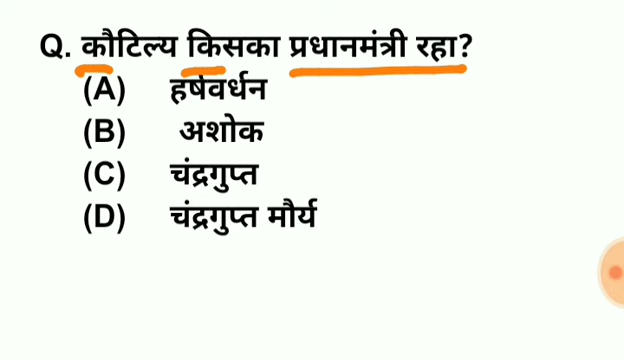 Q. कौटिल्य किसका प्रधानमंत्री रहा?
(A) हर्षवर्धन
(B) अशोक
(C) चंद्रगुप्त
(D) चंद्रगुप्त मौर्य